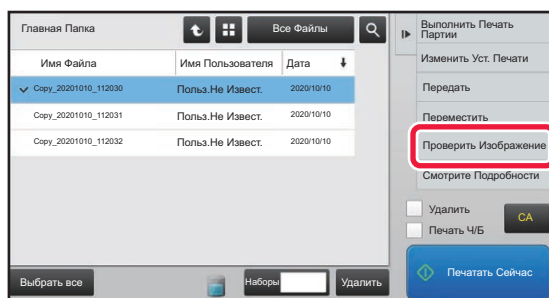 Главная Папка
Все Файлы
Имя Файла
Имя Пользователя
Дата
Copy_20201010_112030
Польз.Не Извест.
2020/10/10
Copy_20201010_112031
Польз.Не Извест.
2020/10/10
Copy_20201010_112032
Польз.Не Извест.
2020/10/10
Выбрать все
Наборы
Удалить
Выполнить Печать
Партии
Изменить Уст. Печати
Передать
Переместить
Проверить Изображение
Смотрите Подробности
Удалить
Печать Ч/Б
CA
Печатать Сейчас